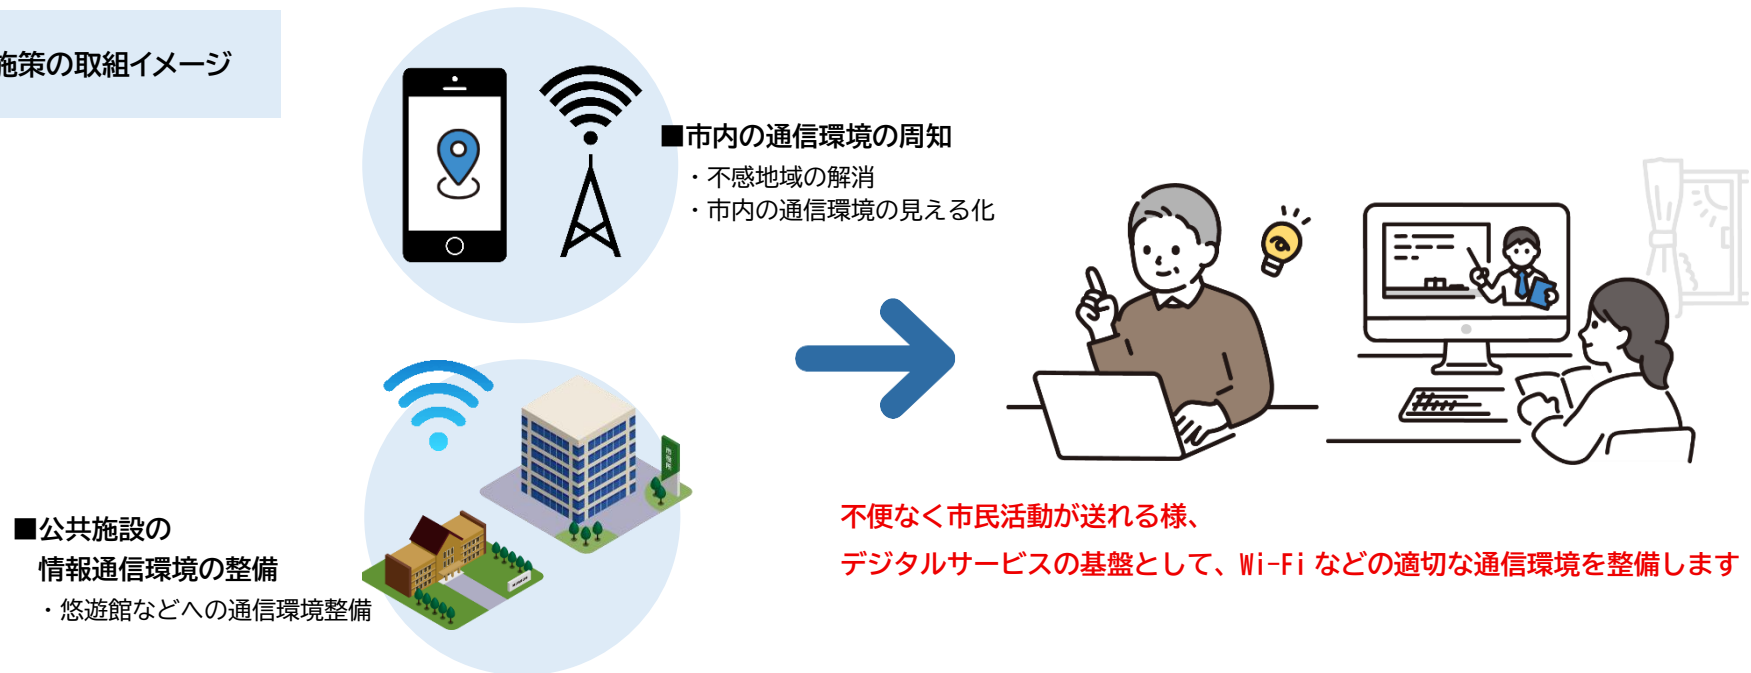 施策の取組イメージ
■市内の通信環境の周知
・不感地域の解消
・市内の通信環境の見える化
■公共施設の
情報通信環境の整備
・悠遊館などへの通信環境整備
市役所
不便なく市民活動が送れる様、
デジタルサービスの基盤として、Wi-Fi などの適切な通信環境を整備します